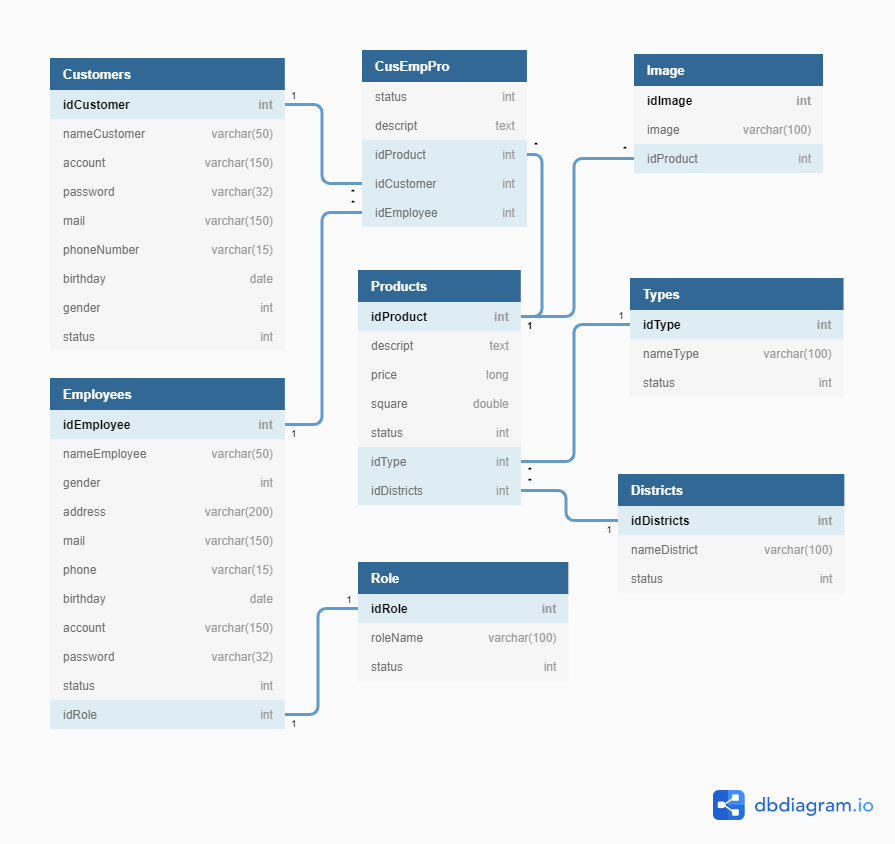 Customers
idCustomer int
nameCustomer varchar(50)
account varchar(150)
password varchar(32)
mail varchar(150)
phoneNumber varchar(15)
birthday date
gender int
status int
1
CusEmpPro
status int
descript text
idProduct int
idCustomer int
idEmployee int
*
*
*
Image
idImage int
image varchar(100)
idProduct int
*
Employees
idEmployee int
nameEmployee varchar(50)
gender int
address varchar(200)
mail varchar(150)
phone varchar(15)
birthday date
account varchar(150)
password varchar(32)
status int
idRole int
1
1
Products
idProduct int
descript text
price long
square double
status int
idType int
idDistricts int
1
*
*
Types
idType int
nameType varchar(100)
status int
1
Districts
idDistricts int
nameDistrict varchar(100)
status int
1
Role
idRole int
roleName varchar(100)
status int
1
dbdiagram.io